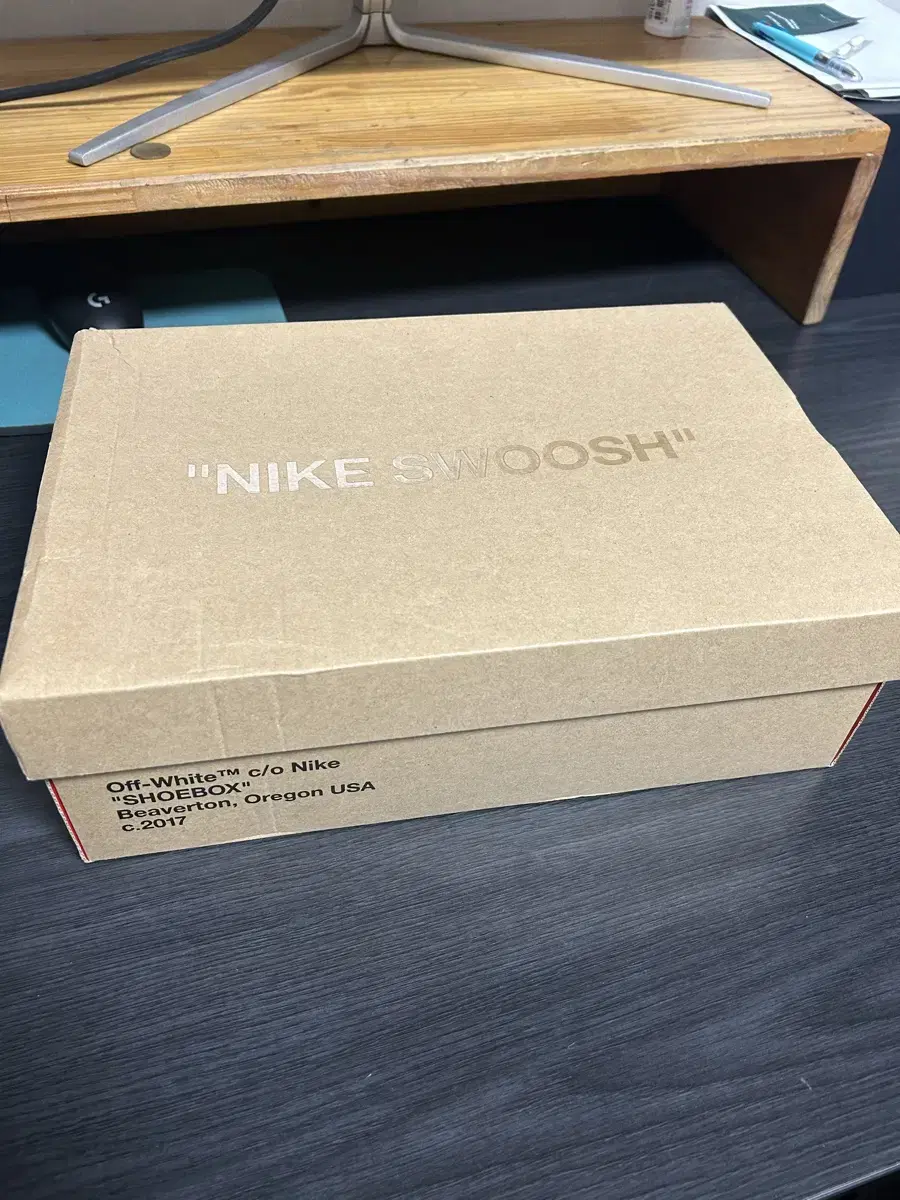 "NIKE SWOOSH"
Off-White™ c/o Nike
"SHOEBOX"
Beaverton, Oregon USA
c.2017